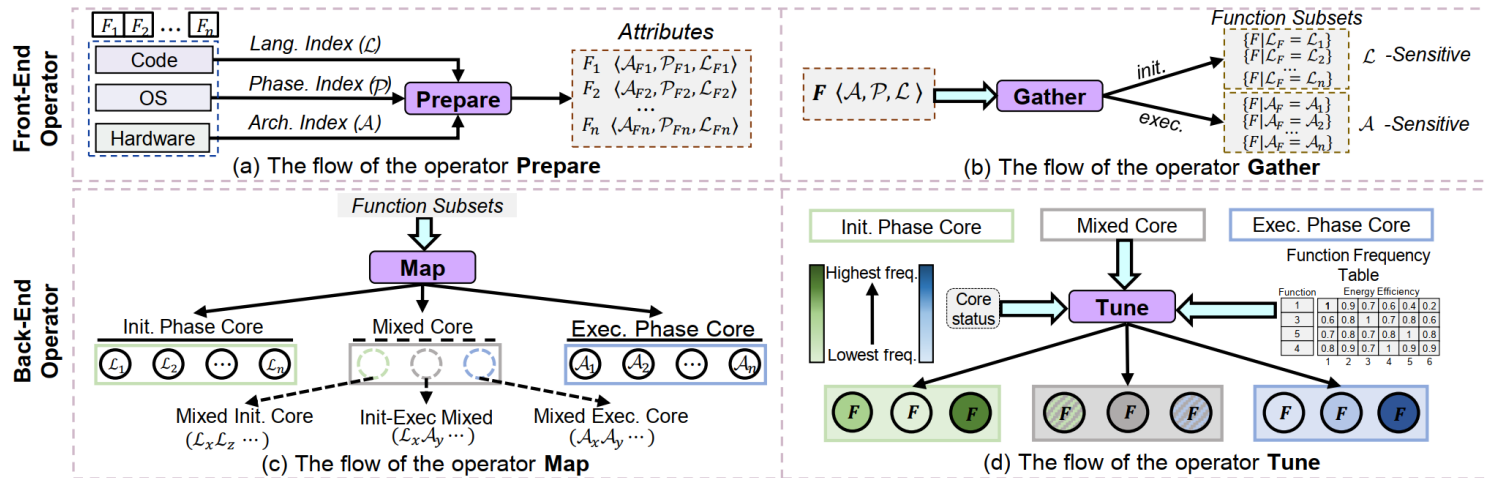 Front-End
Operator
F1 F2 ... Fn
Code
OS
Hardware
Lang. Index (ℒ)
Phase. Index (𝒫)
Arch. Index (𝒜)
Prepare
Attributes
F1 ⟨𝒜F1, 𝒫F1, ℒF1⟩
F2 ⟨𝒜F2, 𝒫F2, ℒF2⟩
...
Fn ⟨𝒜Fn, 𝒫Fn, ℒFn⟩
(a) The flow of the operator Prepare
F ⟨𝒜, 𝒫, ℒ⟩
Gather
init.
exec.
Function Subsets
{F|ℒF = ℒ1}
{F|ℒF = ℒ2}
...
{F|ℒF = ℒn}
ℒ -Sensitive
{F|𝒜F = 𝒜1}
{F|𝒜F = 𝒜2}
...
{F|𝒜F = 𝒜n}
𝒜 -Sensitive
(b) The flow of the operator Gather
Back-End
Operator
Function Subsets
Map
Init. Phase Core
Mixed Core
Exec. Phase Core
ℒ1 ℒ2 ... ℒn
𝒜1 𝒜2 ... 𝒜n
Mixed Init. Core
(ℒxℒz ⋯)
Init-Exec Mixed
(ℒx𝒜y ⋯)
Mixed Exec. Core
(𝒜x𝒜y ⋯)
(c) The flow of the operator Map
Init. Phase Core
Mixed Core
Exec. Phase Core
Highest freq.
Lowest freq.
Core
status
Tune
Function Frequency
Table
Function Energy Efficiency
1 1 0.9 0.7 0.6 0.4 0.2
3 0.6 0.8 1 0.7 0.8 0.6
5 0.7 0.8 0.7 0.8 1 0.8
4 0.8 0.9 0.7 1 0.9 0.9
1 2 3 4 5 6
F F F F F F F F F
(d) The flow of the operator Tune